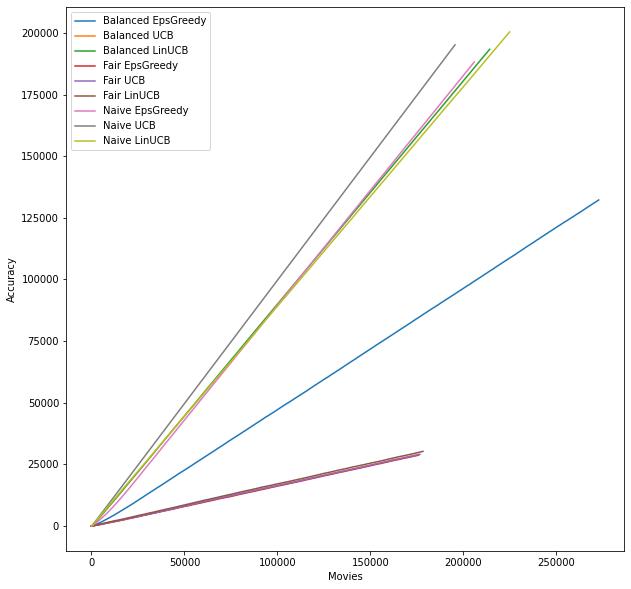 Balanced EpsGreedy
Balanced UCB
Balanced LinUCB
Fair EpsGreedy
Fair UCB
Fair LinUCB
Naive EpsGreedy
Naive UCB
Naive LinUCB
200000
175000
150000
125000
100000
75000
50000
25000
0
Accuracy
0 50000 100000 150000 200000 250000
Movies